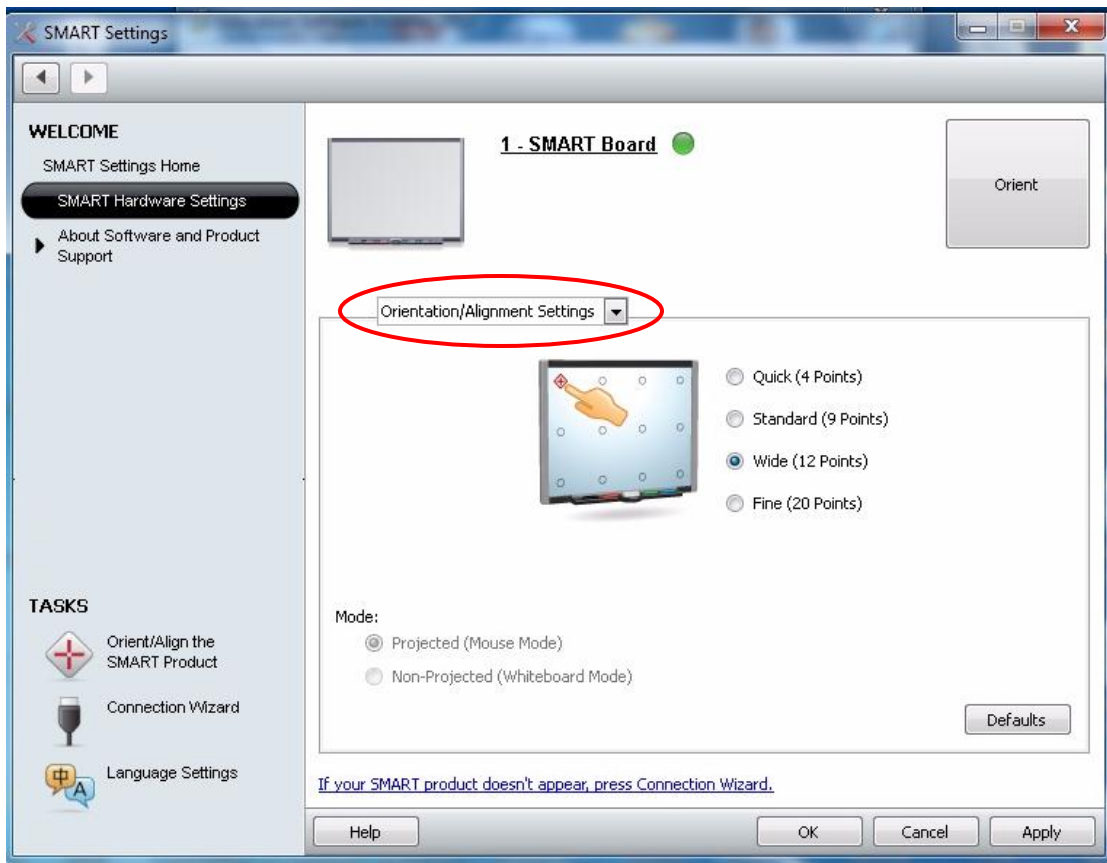 SMART Settings
WELCOME
SMART Settings Home
SMART Hardware Settings
About Software and Product
Support
TASKS
Orient/Align the
SMART Product
Connection Wizard
Language Settings
1 - SMART Board
Orient
Orientation/Alignment Settings
Quick (4 Points)
Standard (9 Points)
Wide (12 Points)
Fine (20 Points)
Mode:
Projected (Mouse Mode)
Non-Projected (Whiteboard Mode)
Defaults
If your SMART product doesn't appear, press Connection Wizard.
Help
OK
Cancel
Apply